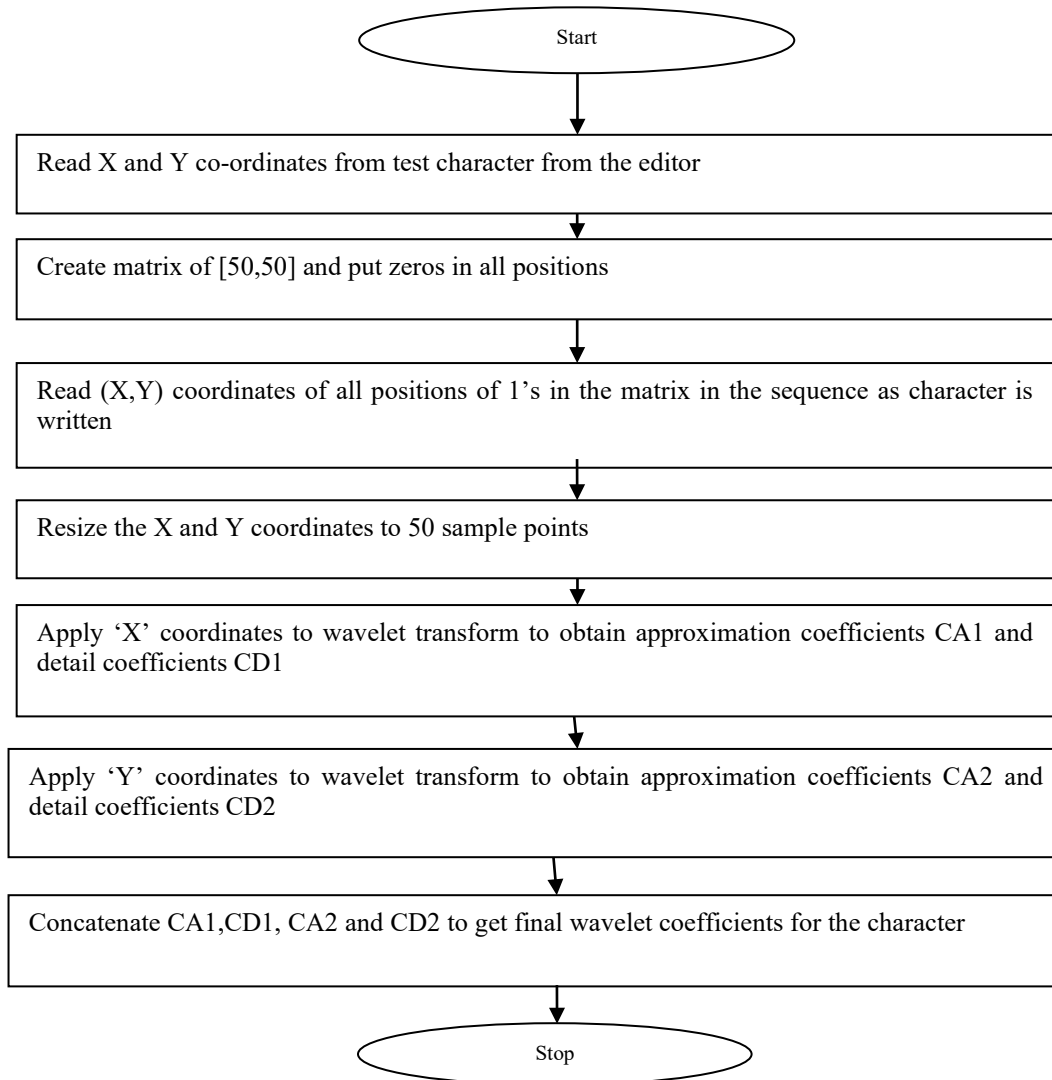 Start
Read X and Y co-ordinates from test character from the editor
Create matrix of [50,50] and put zeros in all positions
Read (X,Y) coordinates of all positions of 1’s in the matrix in the sequence as character is
written
Resize the X and Y coordinates to 50 sample points
Apply ‘X’ coordinates to wavelet transform to obtain approximation coefficients CA1 and
detail coefficients CD1
Apply ‘Y’ coordinates to wavelet transform to obtain approximation coefficients CA2 and
detail coefficients CD2
Concatenate CA1,CD1, CA2 and CD2 to get final wavelet coefficients for the character
Stop